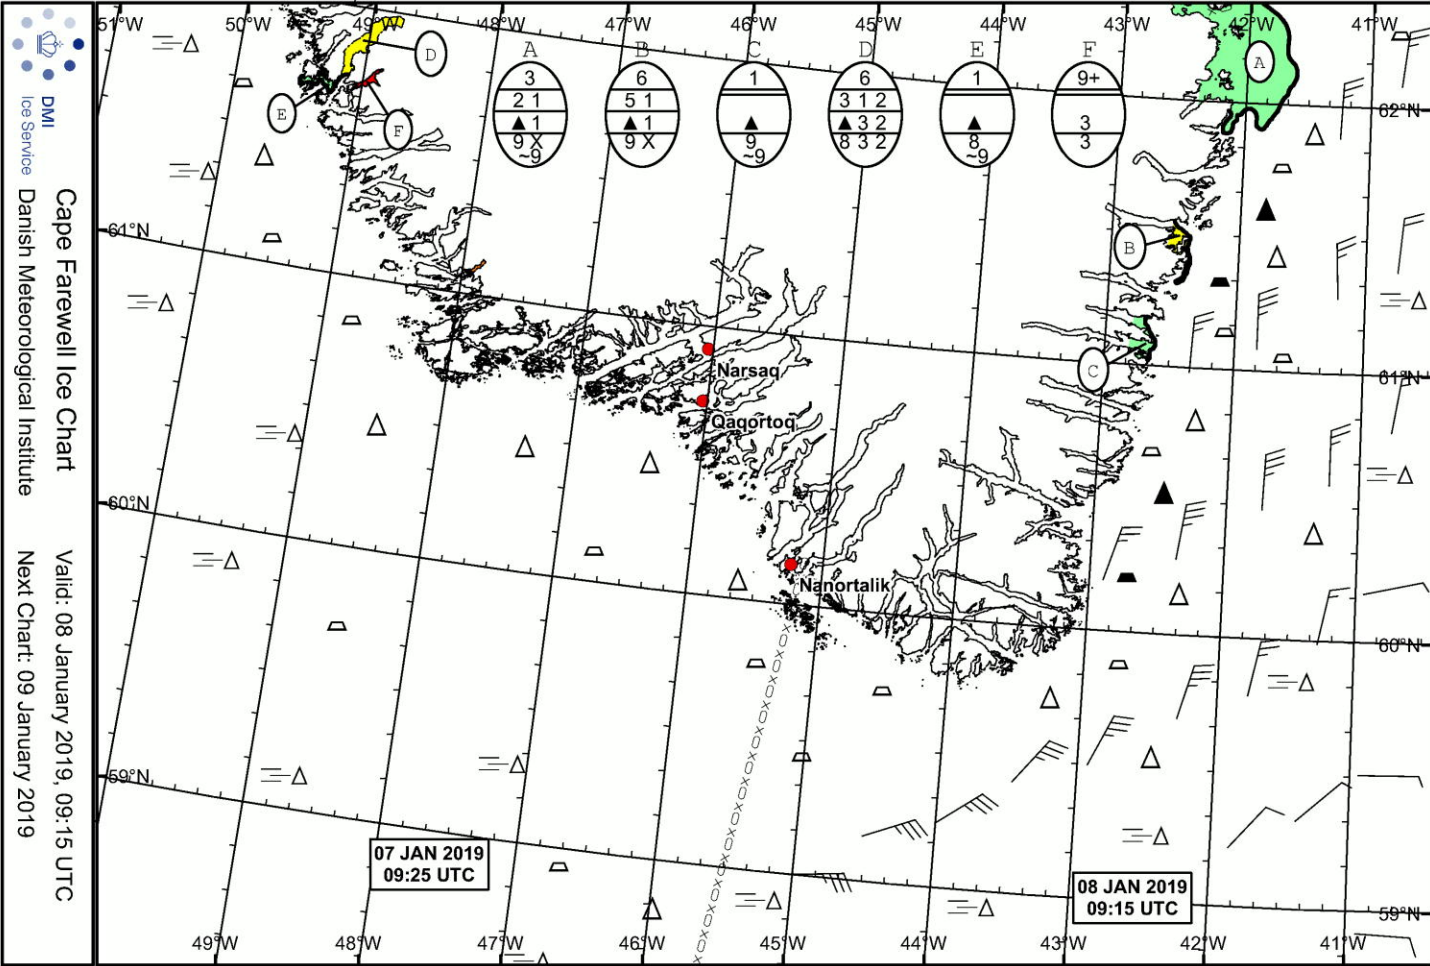 51°W 50°W 49°W 48°W 47°W 46°W 45°W 44°W 43°W 42°W 41°W
DMI
Ice Service
Cape Farewell Ice Chart
Danish Meteorological Institute
Valid: 08 January 2019, 09:15 UTC
Next Chart: 09 January 2019
A
3
2 1
▲ 1
9 X
~9
B
6
5 1
▲ 1
9 X
C
1
▲
9
~9
D
6
3 1 2
▲ 3 2
8 3 2
E
1
▲
8
~9
F
9+
3
3
D
E
F
A
B
C
62°N
61°N
61°N
60°N
60°N
59°N
59°N
Narsaq
Qaqortoq
Nanortalik
07 JAN 2019
09:25 UTC
08 JAN 2019
09:15 UTC
49°W 48°W 47°W 46°W 45°W 44°W 43°W 42°W 41°W